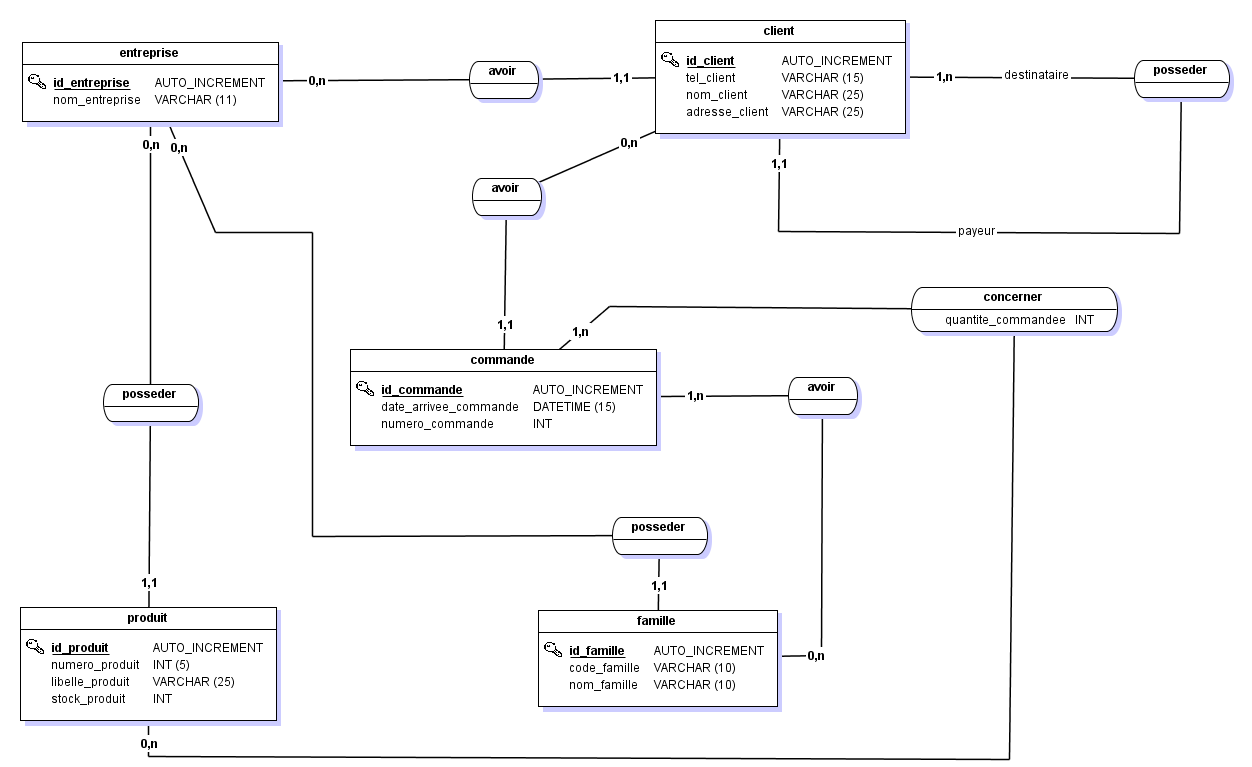 entreprise
id_entreprise AUTO_INCREMENT
nom_entreprise VARCHAR (11)
0,n
avoir
1,1
client
id_client AUTO_INCREMENT
tel_client VARCHAR (15)
nom_client VARCHAR (25)
adresse_client VARCHAR (25)
1,n
destinataire
posseder
0,n
0,n
0,n
1,1
avoir
payeur
concerner
quantite_commandee INT
1,1
1,n
commande
id_commande AUTO_INCREMENT
date_arrivee_commande DATETIME (15)
numero_commande INT
1,n
avoir
posseder
posseder
1,1
1,1
produit
id_produit AUTO_INCREMENT
numero_produit INT (5)
libelle_produit VARCHAR (25)
stock_produit INT
famille
id_famille AUTO_INCREMENT
code_famille VARCHAR (10)
nom_famille VARCHAR (10)
0,n
0,n